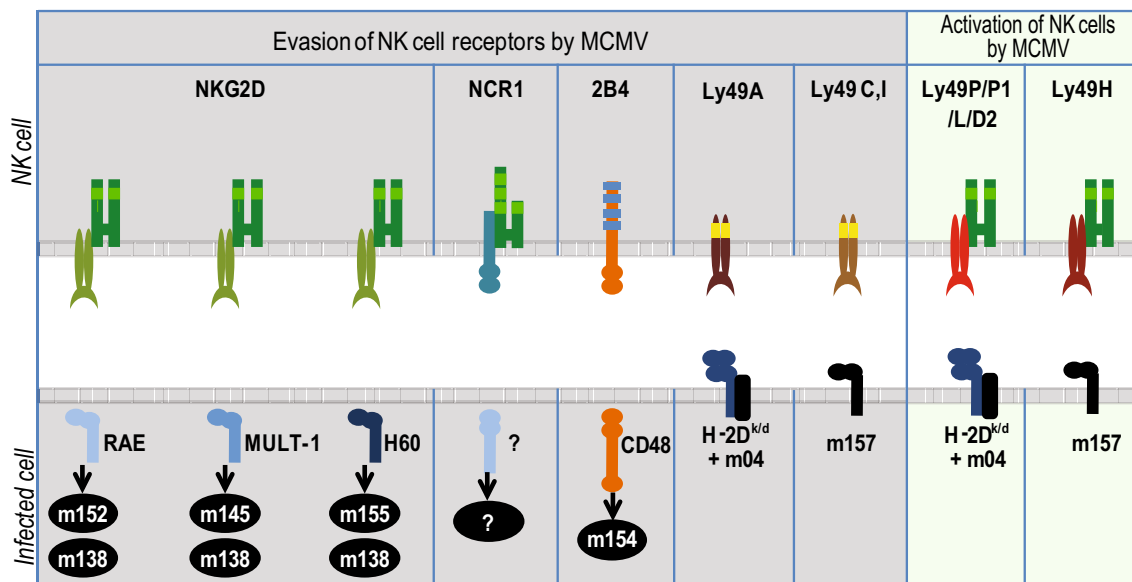 Evasion of NK cell receptors by MCMV
Activation of NK cells
by MCMV
NKG2D
NCR1
2B4
Ly49A
Ly49 C,I
Ly49P/P1
/L/D2
Ly49H
NK cell
Infected cell
RAE
MULT-1
H60
?
CD48
H-2Dk/d
+ m04
m157
H-2Dk/d
+ m04
m157
m152
m145
m155
?
m154
m138
m138
m138